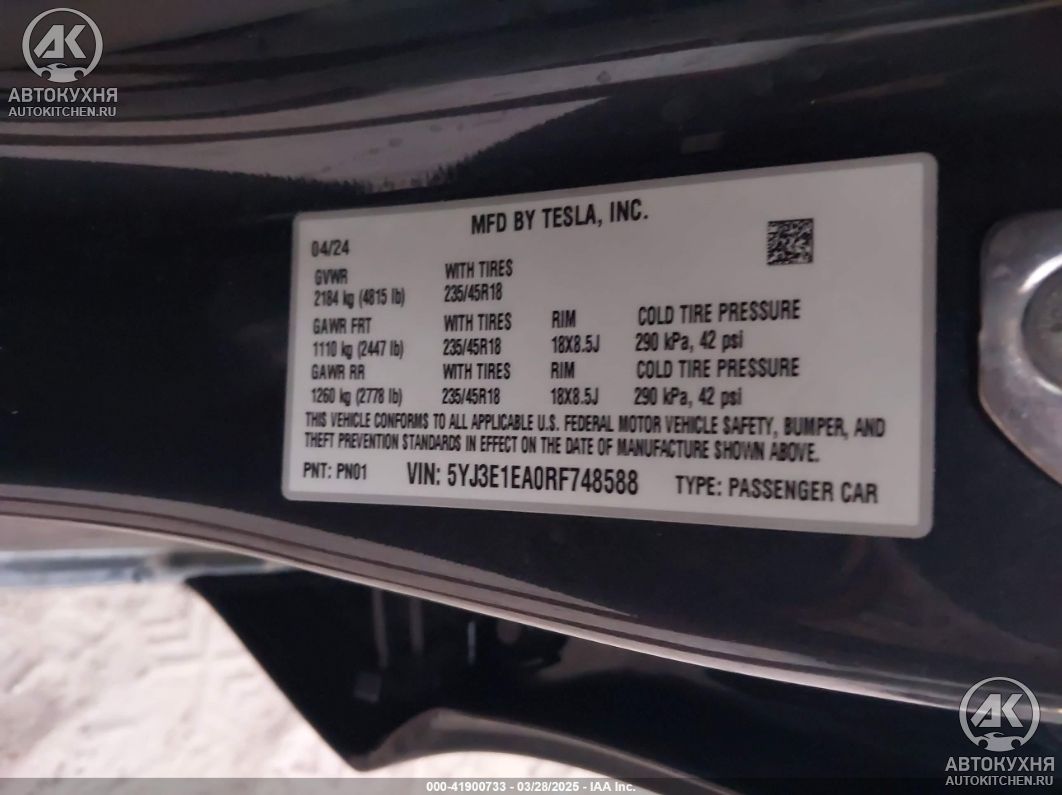 AK
АВТОКУХНЯ
AUTOKITCHEN.RU
MFD BY TESLA, INC.
04/24
GVWR WITH TIRES
2184 kg (4815 lb) 235/45R18
GAWR FRT WITH TIRES RIM COLD TIRE PRESSURE
1110 kg (2447 lb) 235/45R18 18X8.5J 290 kPa, 42 psi
GAWR RR WITH TIRES RIM COLD TIRE PRESSURE
1260 kg (2778 lb) 235/45R18 18X8.5J 290 kPa, 42 psi
THIS VEHICLE CONFORMS TO ALL APPLICABLE U.S. FEDERAL MOTOR VEHICLE SAFETY, BUMPER, AND
THEFT PREVENTION STANDARDS IN EFFECT ON THE DATE OF MANUFACTURE SHOWN ABOVE.
PNT: PN01 VIN: 5YJ3E1EA0RF748588 TYPE: PASSENGER CAR
AK
АВТОКУХНЯ
AUTOKITCHEN.RU
000-41900733 - 03/28/2025 - IAA Inc.